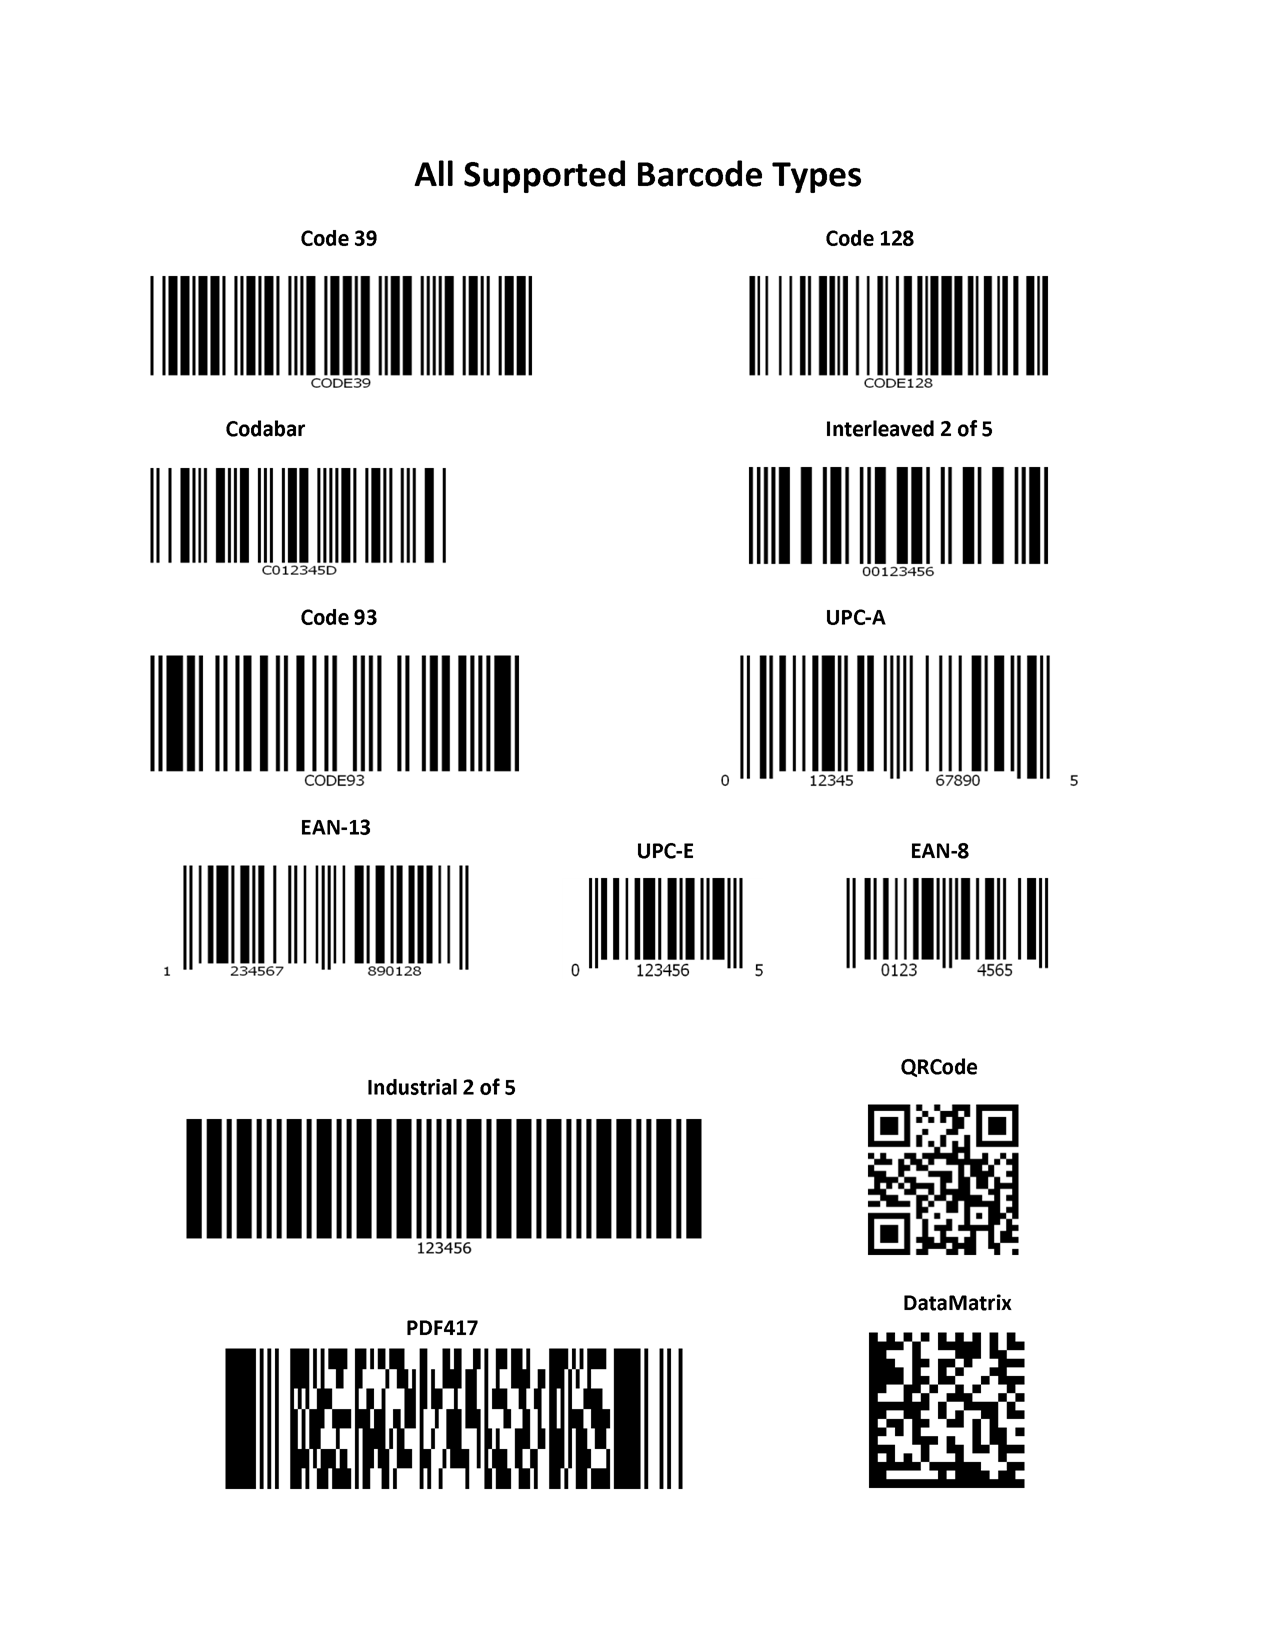 All Supported Barcode Types
Code 39
Code 128
CODE39
CODE128
Codabar
Interleaved 2 of 5
C012345D
00123456
Code 93
UPC-A
CODE93
0 12345 67890 5
EAN-13
UPC-E
EAN-8
1 234567 890128
0 123456 5
0123 4565
QRCode
Industrial 2 of 5
123456
DataMatrix
PDF417